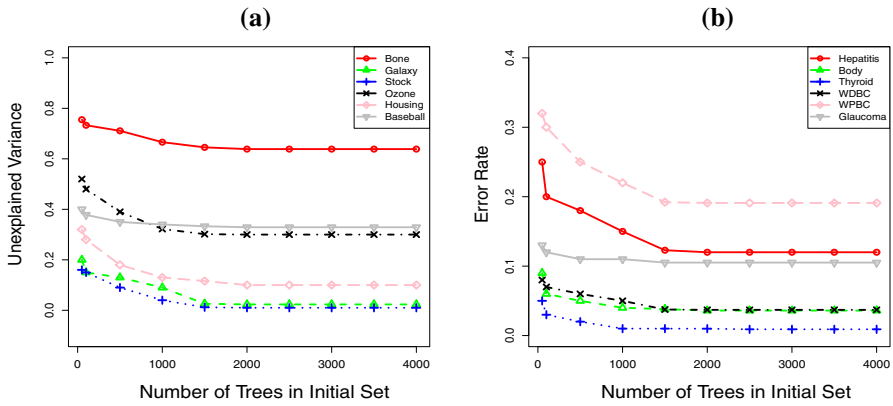 (a)
Unexplained Variance
1.0
0.8
0.6
0.4
0.2
0.0
Bone
Galaxy
Stock
Ozone
Housing
Baseball
0
1000
2000
3000
4000
Number of Trees in Initial Set
(b)
Error Rate
0.4
0.3
0.2
0.1
0.0
Hepatitis
Body
Thyroid
WDBC
WPBC
Glaucoma
0
1000
2000
3000
4000
Number of Trees in Initial Set